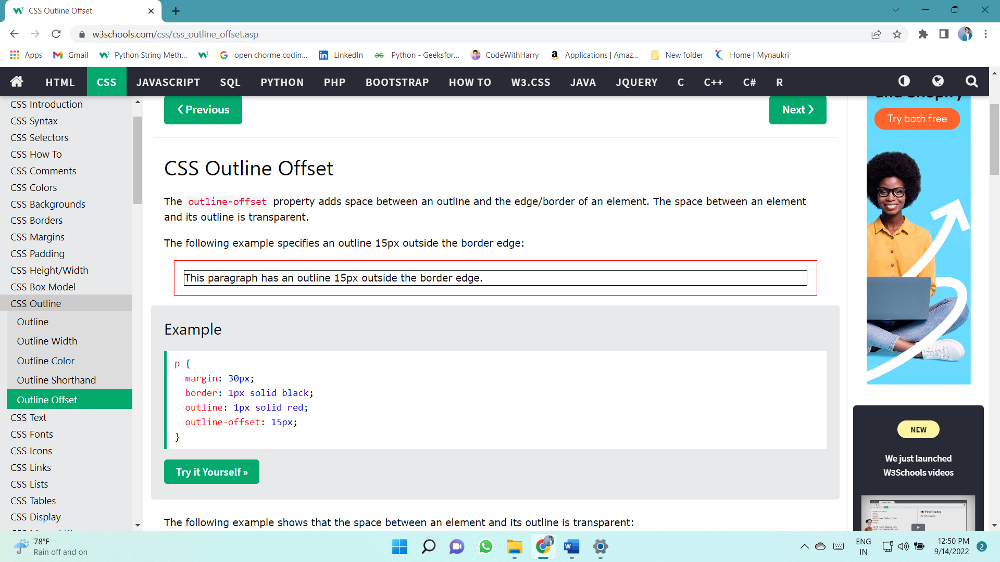 CSS Outline Offset
w3schools.com/css/css_outline_offset.asp
Apps Gmail Python String Meth... open chorme codin... LinkedIn Python - Geeksfor... CodeWithHarry Applications | Amaz... New folder Home | Mynaukri
HTML CSS JAVASCRIPT SQL PYTHON PHP BOOTSTRAP HOW TO W3.CSS JAVA JQUERY C C++ C# R
CSS Introduction
CSS Syntax
CSS Selectors
CSS How To
CSS Comments
CSS Colors
CSS Backgrounds
CSS Borders
CSS Margins
CSS Padding
CSS Height/Width
CSS Box Model
CSS Outline
Outline
Outline Width
Outline Color
Outline Shorthand
Outline Offset
CSS Text
CSS Fonts
CSS Icons
CSS Links
CSS Lists
CSS Tables
CSS Display
❮ Previous
Next ❯
CSS Outline Offset
The outline-offset property adds space between an outline and the edge/border of an element. The space between an element
and its outline is transparent.
The following example specifies an outline 15px outside the border edge:
This paragraph has an outline 15px outside the border edge.
Example
p {
margin: 30px;
border: 1px solid black;
outline: 1px solid red;
outline-offset: 15px;
}
Try it Yourself »
The following example shows that the space between an element and its outline is transparent:
and Shopify
Try both free
NEW
We just launched
W3Schools videos
My First Heading
78°F
Rain off and on
ENG
IN
12:50 PM
9/14/2022
2